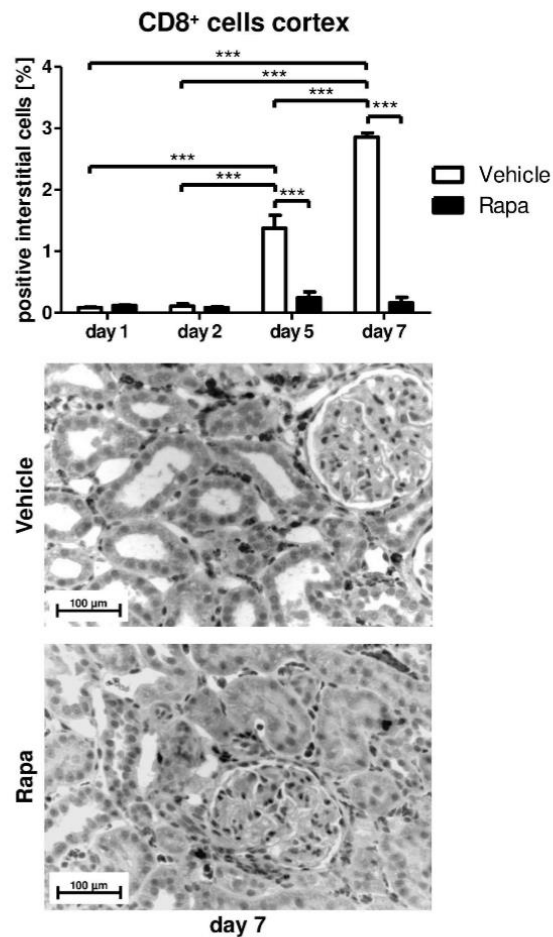 CD8⁺ cells cortex
positive interstitial cells [%]
4
3
2
1
0
***
***
***
***
***
***
***
Vehicle
Rapa
day 1 day 2 day 5 day 7
Vehicle
100 µm
Rapa
100 µm
day 7